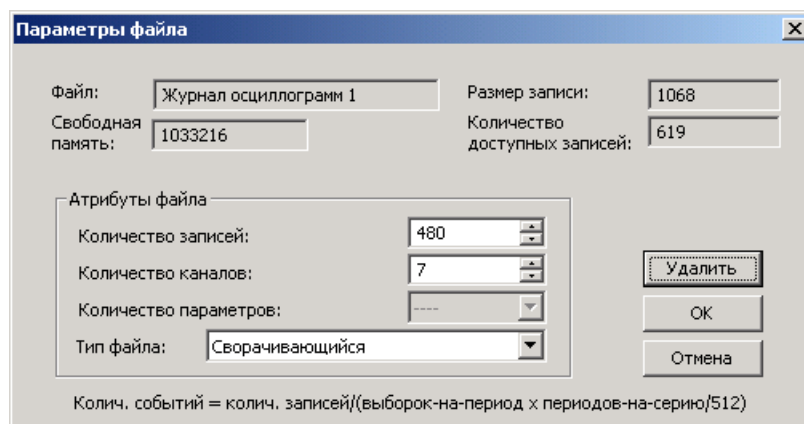 Параметры файла
Файл: Журнал осциллограмм 1 Размер записи: 1068
Свободная память: 1033216 Количество доступных записей: 619
Атрибуты файла
Количество записей: 480
Количество каналов: 7
Количество параметров: ----
Тип файла: Сворачивающийся
Удалить
OK
Отмена
Колич. событий = колич. записей/(выборок-на-период x периодов-на-серию/512)